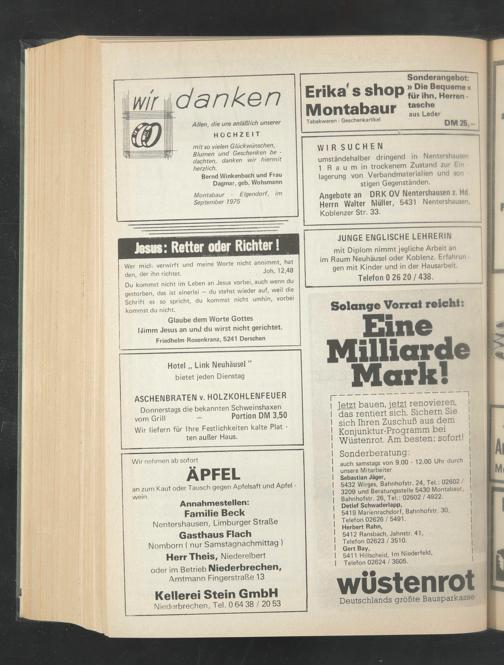 wir danken
Allen, die uns anläßlich unserer
HOCHZEIT
mit so vielen Glückwünschen,
Blumen und Geschenken be -
dachten, danken wir hiermit
herzlich.
Bernd Winkenbach und Frau
Dagmar, geb. Wohsmann
Montabaur - Elgendorf, im
September 1975
Jesus: Retter oder Richter !
Wer mich verwirft und meine Worte nicht annimmt, hat
den, der ihn richtet. Joh. 12,48
Du kommst nicht im Leben an Jesus vorbei, auch wenn du
gestorben, das ist einerlei — du stehst wieder auf, weil die
Schrift es so spricht, du kommst nicht umhin, vorbei
kommst du nicht.
Glaube dem Worte Gottes
Nimm Jesus an und du wirst nicht gerichtet.
Friedhelm Rosenkranz, 5241 Derschen
Hotel „ Link Neuhäusel "
bietet jeden Dienstag
ASCHENBRATEN v. HOLZKOHLENFEUER
Donnerstags die bekannten Schweinshaxen
vom Grill — Portion DM 3,50
Wir liefern für Ihre Festlichkeiten kalte Plat -
ten außer Haus.
Wir nehmen ab sofort
ÄPFEL
an zum Kauf oder Tausch gegen Apfelsaft und Apfel -
wein.
Annahmestellen:
Familie Beck
Nentershausen, Limburger Straße
Gasthaus Flach
Nomborn ( nur Samstagnachmittag )
Herr Theis, Niederelbert
oder im Betrieb Niederbrechen,
Amtmann Fingerstraße 13
Kellerei Stein GmbH
Niederbrechen, Tel. 0 64 38 / 20 53
Erika's shop
Montabaur
Tabakwaren - Geschenkartikel
Sonderangebot:
» Die Bequeme «
für ihn, Herren -
tasche
aus Leder
DM 25,—
WIR SUCHEN
umständehalber dringend in Nentershausen
1 Raum in trockenem Zustand zur Ein -
lagerung von Verbandmaterialien und son -
stigen Gegenständen.
Angebote an DRK OV Nentershausen z. Hd.
Herrn Walter Müller, 5431 Nentershausen,
Koblenzer Str. 33.
JUNGE ENGLISCHE LEHRERIN
mit Diplom nimmt jegliche Arbeit an
im Raum Neuhäusel oder Koblenz. Erfahrun -
gen mit Kinder und in der Hausarbeit.
Telefon 0 26 20 / 438.
Solange Vorrat reicht:
Eine
Milliarde
Mark!
Jetzt bauen, jetzt renovieren,
das rentiert sich. Sichern Sie
sich Ihren Zuschuß aus dem
Konjunktur-Programm bei
Wüstenrot. Am besten: sofort!
Sonderberatung:
auch samstags von 9.00 - 12.00 Uhr durch
unsere Mitarbeiter
Sebastian Jäger,
5432 Wirges, Bahnhofstr. 24, Tel.: 02602 /
3209 und Beratungsstelle 5430 Montabaur,
Bahnhofstr. 26, Tel.: 02602 / 4922.
Detlef Schwaderlapp,
5419 Marienrachdorf, Bahnhofstr. 30,
Telefon 02626 / 5491.
Herbert Rahn,
5412 Ransbach, Jahnstr. 41,
Telefon 02623 / 3510.
Gert Bay,
5411 Hillscheid, Im Niederfeld,
Telefon 02624 / 3605.
wüstenrot
Deutschlands größte Bausparkasse